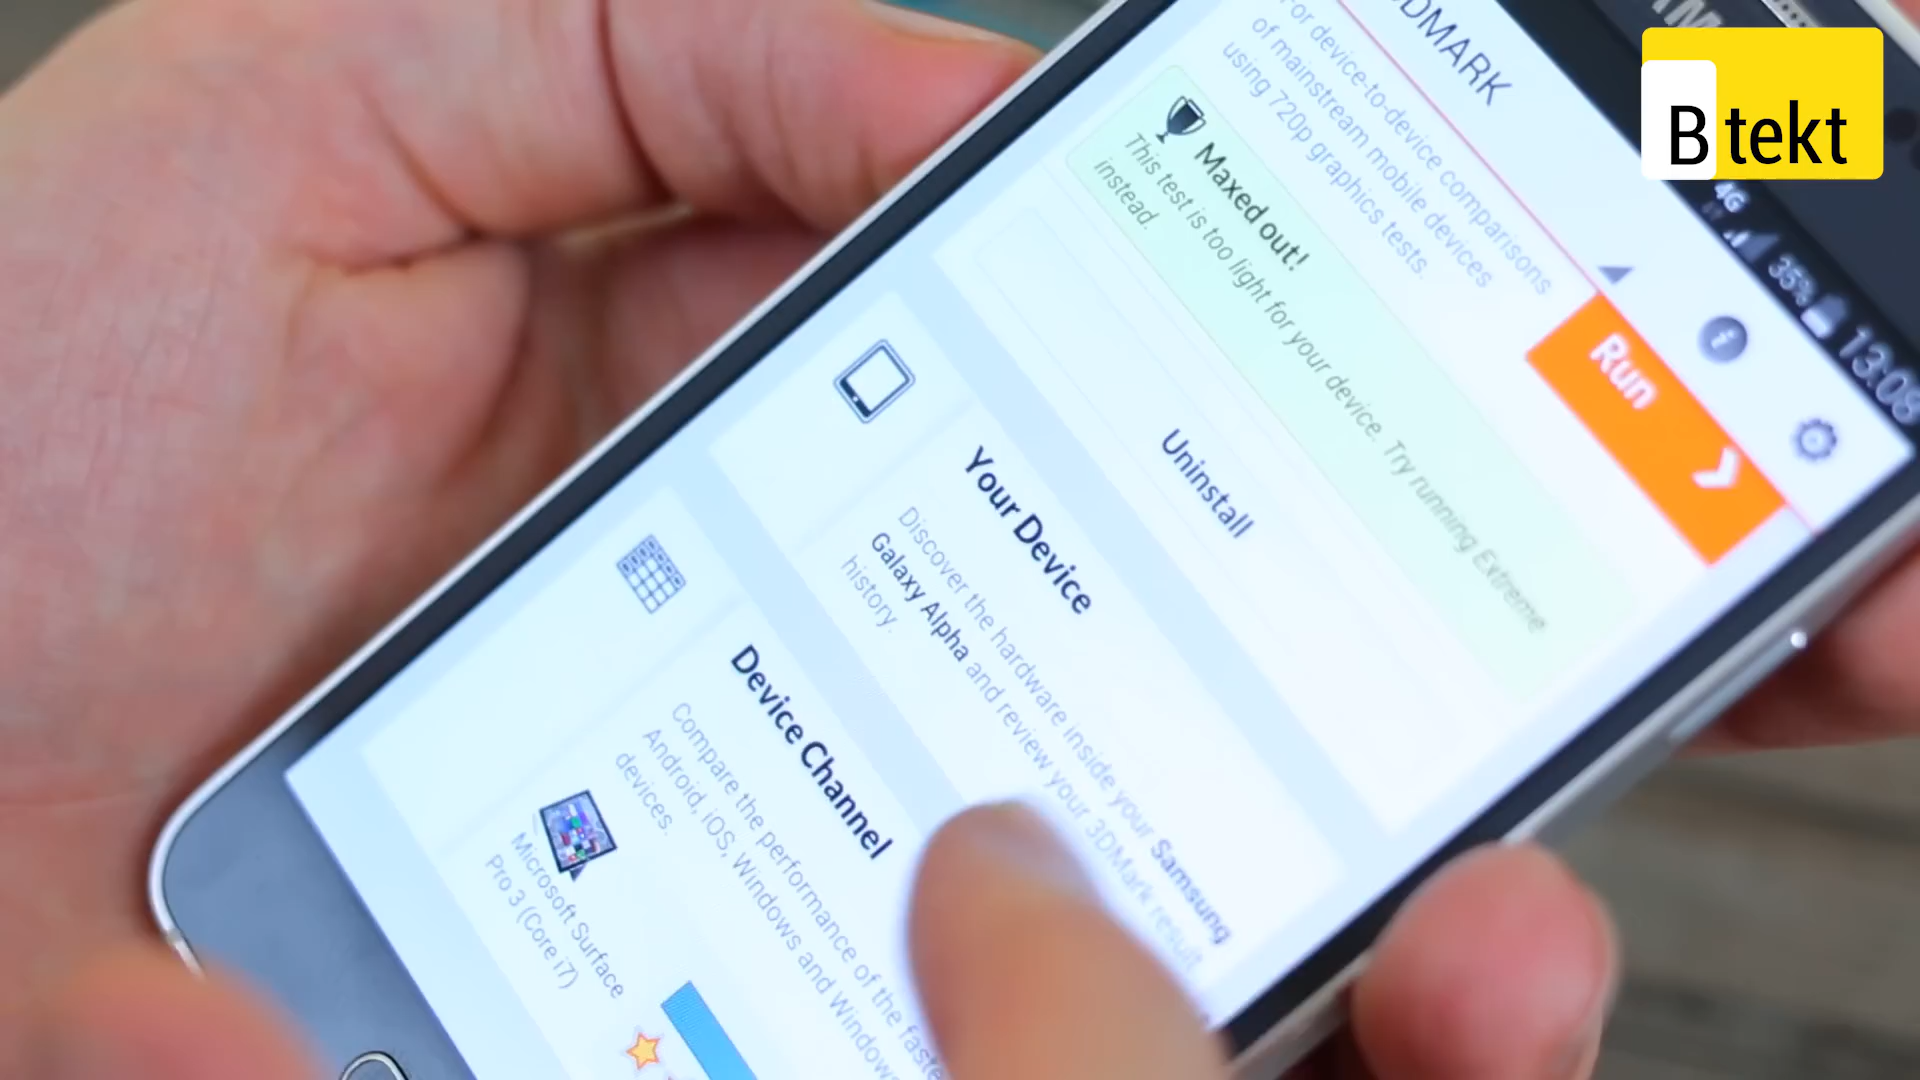 Btekt
3DMARK
4G
35%
13:08
For device-to-device comparisons
of mainstream mobile devices
using 720p graphics tests.
Run
Maxed out!
This test is too light for your device. Try running Extreme
instead.
Uninstall
Your Device
Discover the hardware inside your Samsung
Galaxy Alpha and review your 3DMark result
history.
Device Channel
Compare the performance of the
Android, iOS, Windows and Windows
devices.
Microsoft Surface
Pro 3 (Core i7)